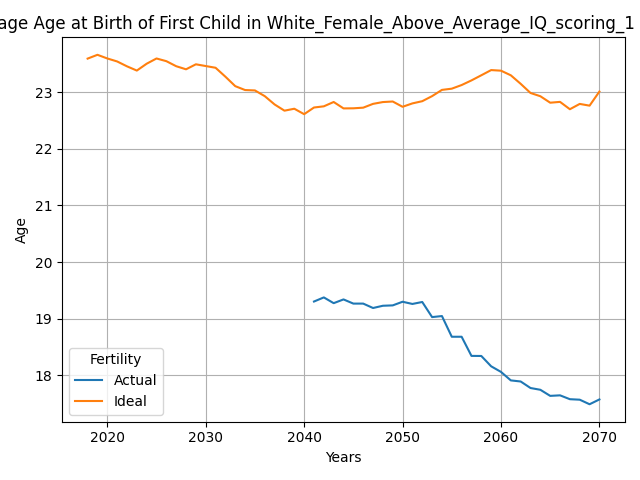 age Age at Birth of First Child in White_Female_Above_Average_IQ_scoring_1
23
22
21
20
19
18
Age
Fertility
Actual
Ideal
2020 2030 2040 2050 2060 2070
Years